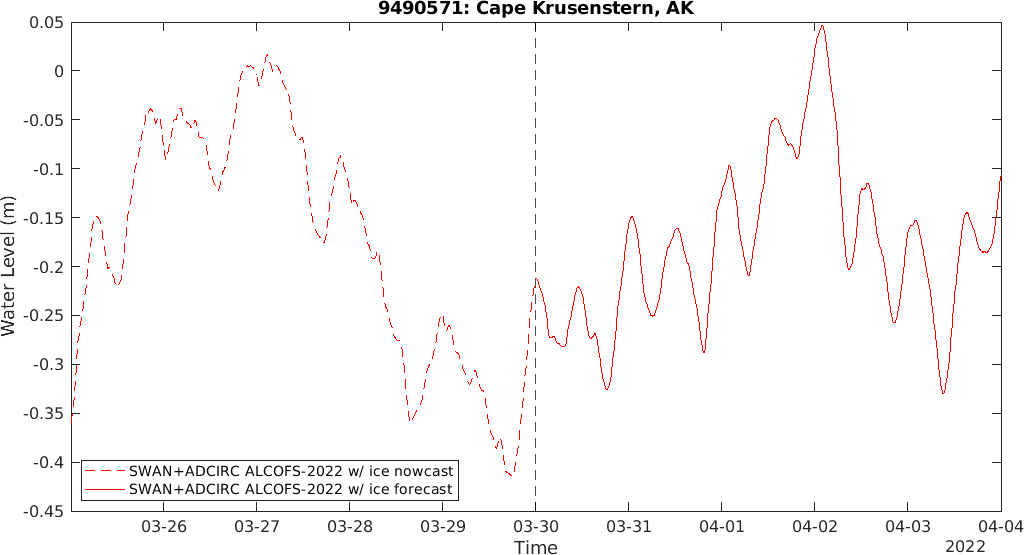 9490571: Cape Krusenstern, AK
0.05
0
-0.05
-0.1
-0.15
-0.2
-0.25
-0.3
-0.35
-0.4
-0.45
Water Level (m)
SWAN+ADCIRC ALCOFS-2022 w/ ice nowcast
SWAN+ADCIRC ALCOFS-2022 w/ ice forecast
03-26 03-27 03-28 03-29 03-30 03-31 04-01 04-02 04-03 04-04
Time
2022